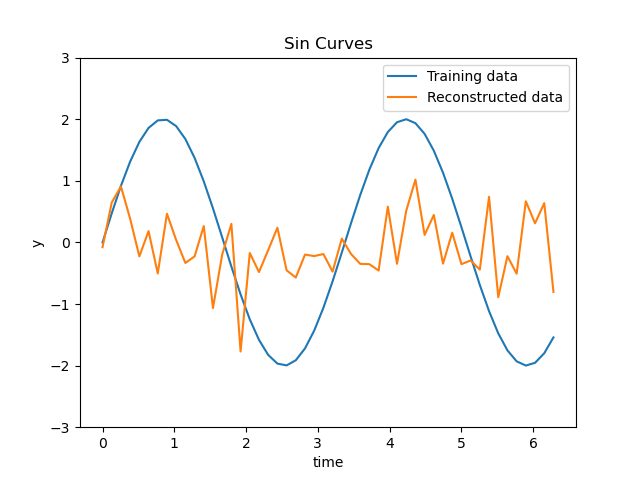 Sin Curves
Training data
Reconstructed data
3
2
1
0
−1
−2
−3
y
0
1
2
3
4
5
6
time